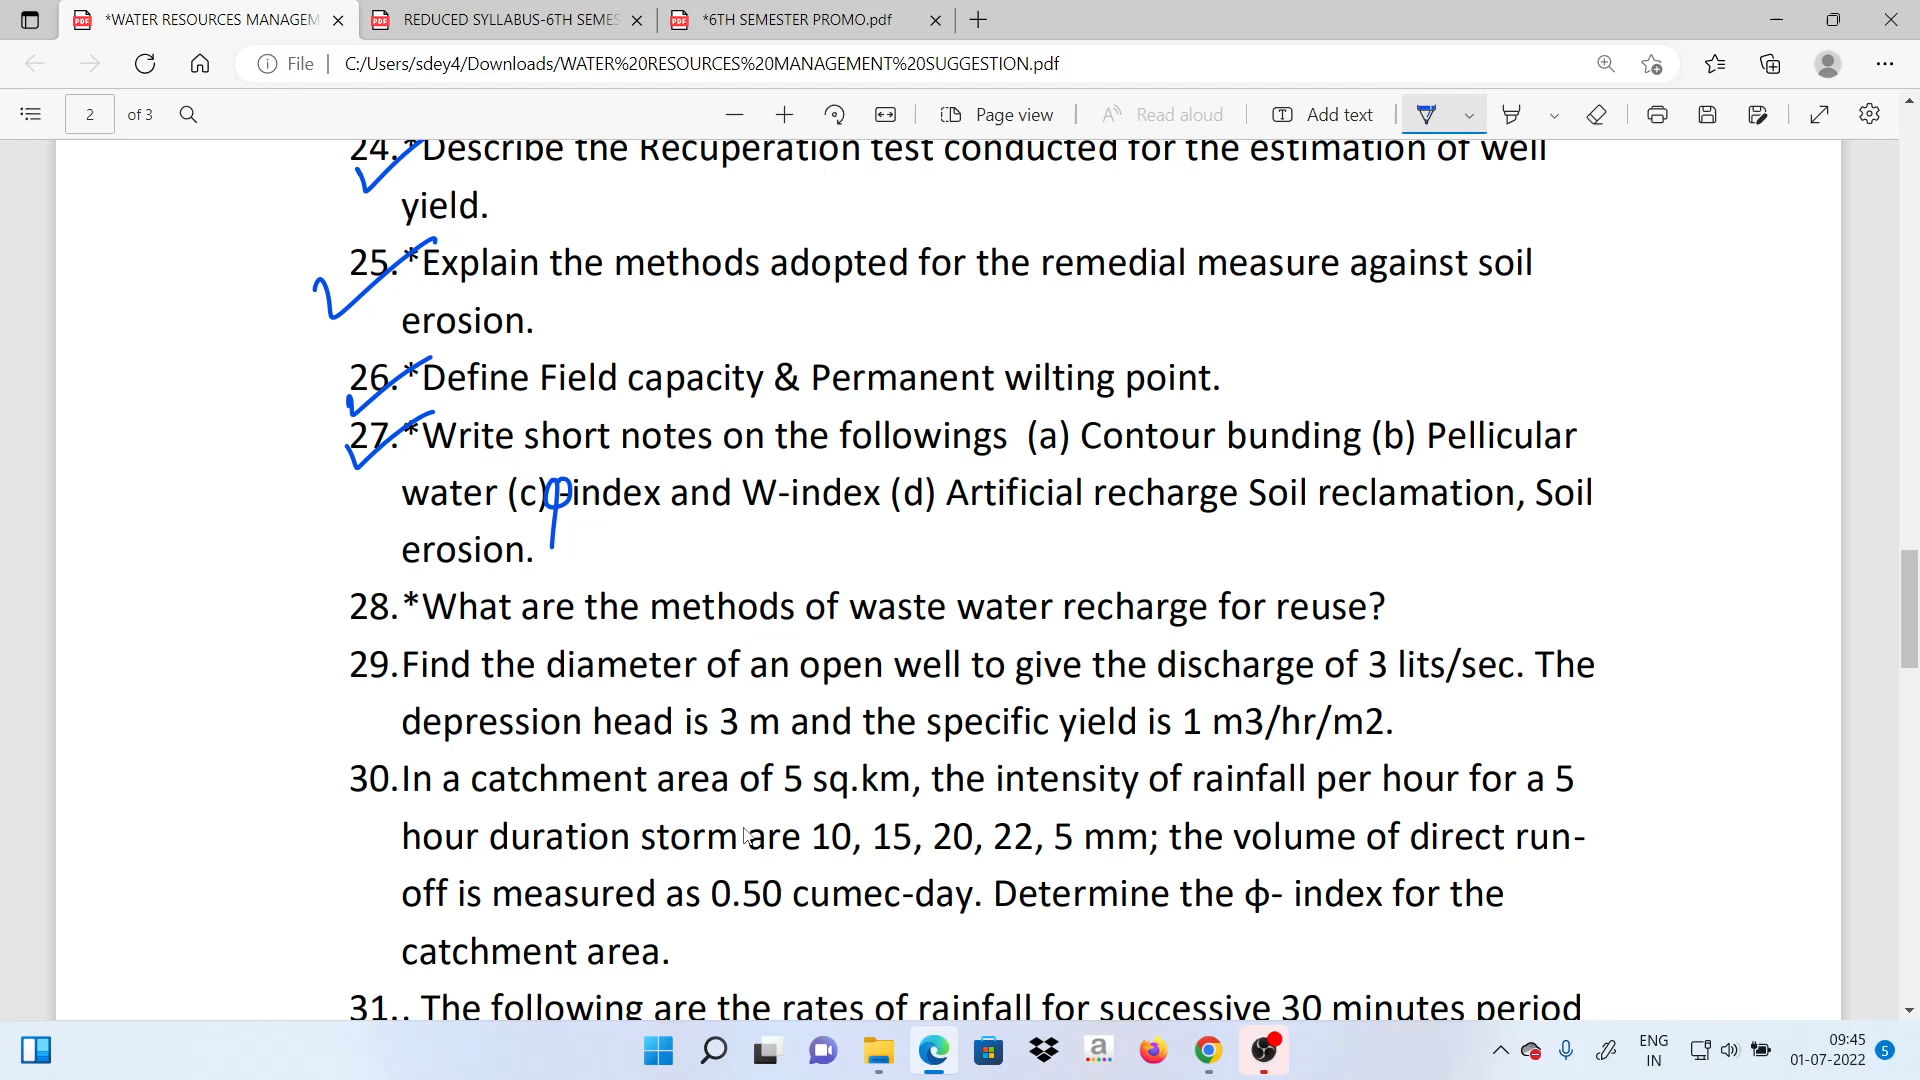 *WATER RESOURCES MANAGEM
REDUCED SYLLABUS-6TH SEMES
*6TH SEMESTER PROMO.pdf
File
C:/Users/sdey4/Downloads/WATER%20RESOURCES%20MANAGEMENT%20SUGGESTION.pdf
2 of 3
Page view
Read aloud
Add text
24.*Describe the Recuperation test conducted for the estimation of well
yield.
25.*Explain the methods adopted for the remedial measure against soil
erosion.
26.*Define Field capacity & Permanent wilting point.
27.*Write short notes on the followings (a) Contour bunding (b) Pellicular
water (c)φ-index and W-index (d) Artificial recharge Soil reclamation, Soil
erosion.
28.*What are the methods of waste water recharge for reuse?
29.Find the diameter of an open well to give the discharge of 3 lits/sec. The
depression head is 3 m and the specific yield is 1 m3/hr/m2.
30.In a catchment area of 5 sq.km, the intensity of rainfall per hour for a 5
hour duration storm are 10, 15, 20, 22, 5 mm; the volume of direct run-
off is measured as 0.50 cumec-day. Determine the ф- index for the
catchment area.
31.. The following are the rates of rainfall for successive 30 minutes period
ENG
IN
09:45
01-07-2022
5